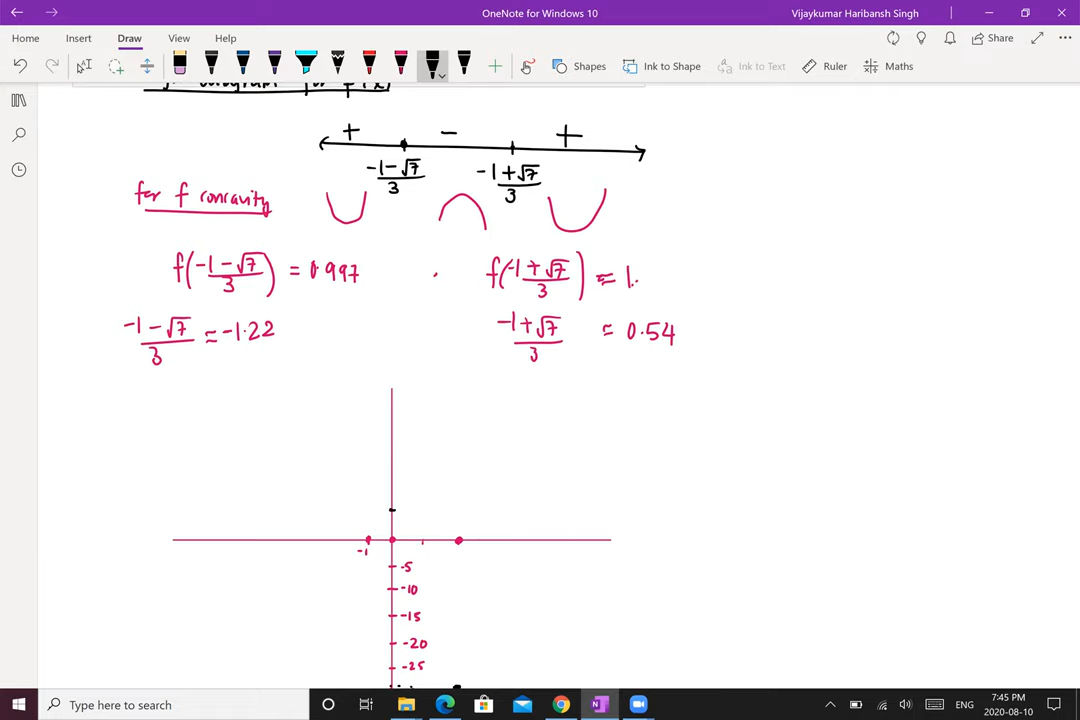 OneNote for Windows 10
Vijaykumar Haribansh Singh
Home Insert Draw View Help
Share
Shapes Ink to Shape Ink to Text Ruler Maths
+ − +
-1-√7/3 -1+√7/3
for f concavity
f(-1-√7/3) = 0.997 f(-1+√7/3) ≈ 1.
-1-√7/3 ≈ -1.22 -1+√7/3 ≈ 0.54
-1
-5
-10
-15
-20
-25
Type here to search
ENG
7:45 PM
2020-08-10